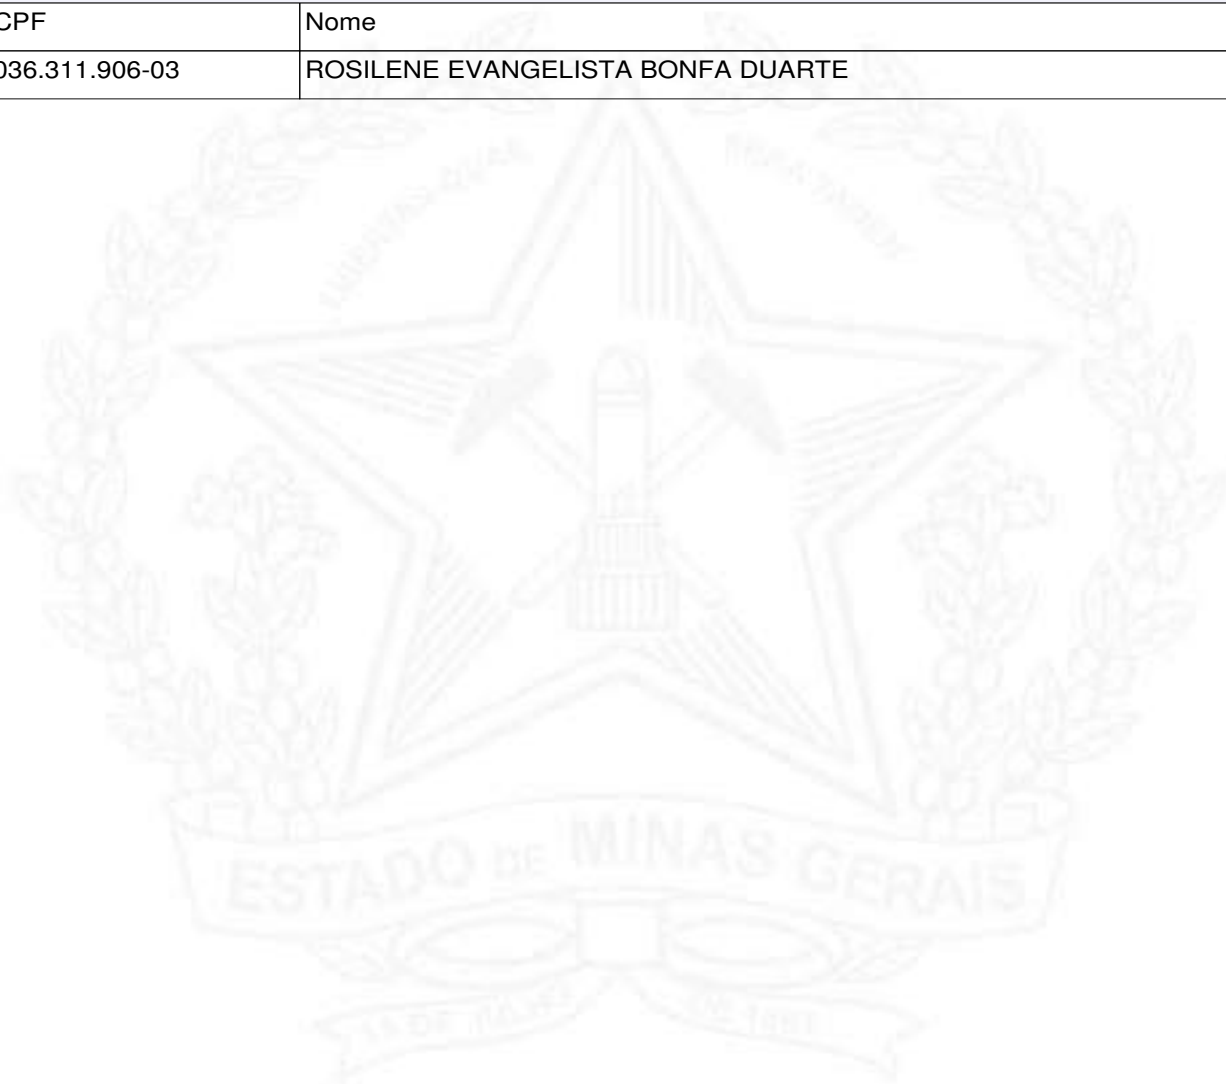 CPF Nome
036.311.906-03 ROSILENE EVANGELISTA BONFA DUARTE
ESTADO DE MINAS GERAIS